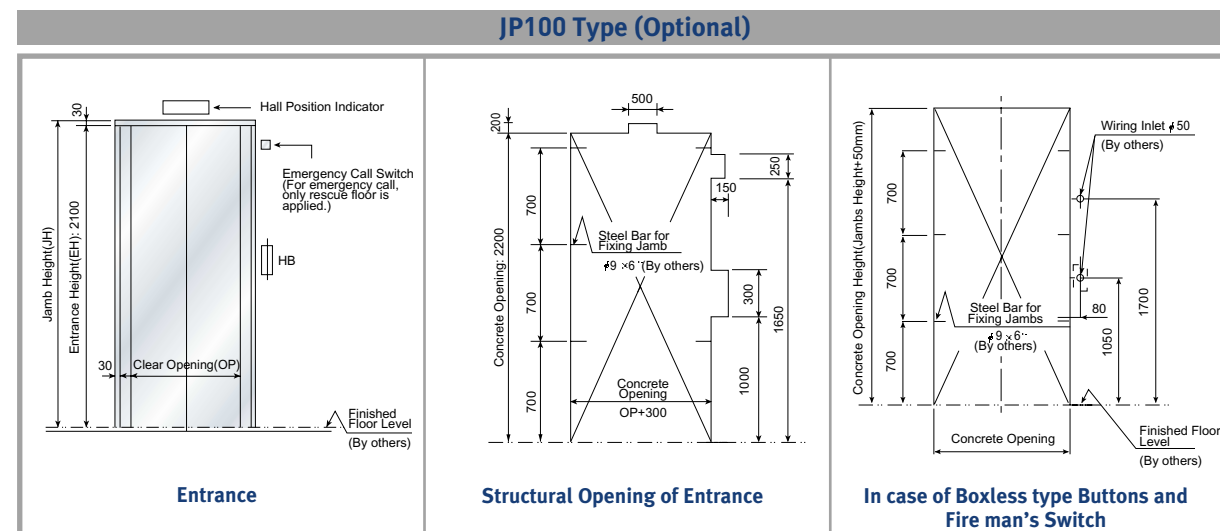 JP100 Type (Optional)
30
Hall Position Indicator
Emergency Call Switch
(For emergency call,
only rescue floor is
applied.)
Jamb Height(JH)
Entrance Height(EH): 2100
HB
30
Clear Opening(OP)
Finished
Floor Level
(By others)
Entrance
500
200
250
150
700
Concrete Opening: 2200
Steel Bar for
Fixing Jamb
ϕ9 ×6 (By others)
700
300
1650
700
1000
Concrete
Opening
OP+300
Structural Opening of Entrance
Wiring Inlet ϕ50
(By others)
Concrete Opening Height(Jambs Height+50mm)
700
700
Steel Bar for
Fixing Jambs
ϕ9 ×6
(By others)
80
1700
1050
700
Concrete Opening
Finished Floor
Level
(By others)
In case of Boxless type Buttons and
Fire man's Switch